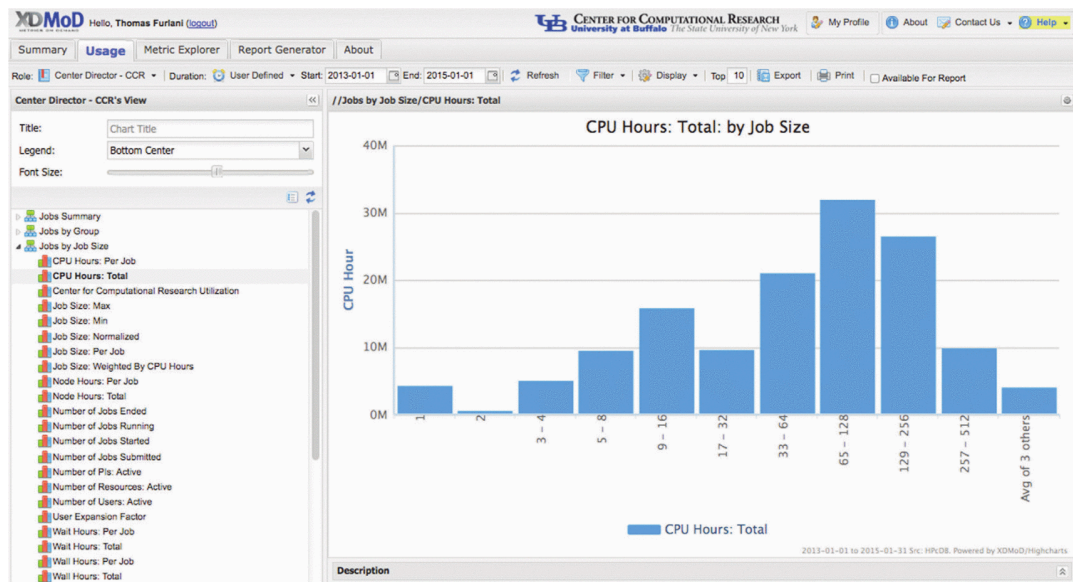 XDMoD Hello, Thomas Furlani (logout)
METRICS ON DEMAND
UB CENTER FOR COMPUTATIONAL RESEARCH
University at Buffalo The State University of New York
My Profile About Contact Us Help
Summary Usage Metric Explorer Report Generator About
Role: Center Director - CCR Duration: User Defined Start: 2013-01-01 End: 2015-01-01 Refresh Filter Display Top 10 Export Print Available For Report
Center Director - CCR's View
Title: Chart Title
Legend: Bottom Center
Font Size:
Jobs Summary
Jobs by Group
Jobs by Job Size
CPU Hours: Per Job
CPU Hours: Total
Center for Computational Research Utilization
Job Size: Max
Job Size: Min
Job Size: Normalized
Job Size: Per Job
Job Size: Weighted By CPU Hours
Node Hours: Per Job
Node Hours: Total
Number of Jobs Ended
Number of Jobs Running
Number of Jobs Started
Number of Jobs Submitted
Number of PIs: Active
Number of Resources: Active
Number of Users: Active
User Expansion Factor
Wait Hours: Per Job
Wait Hours: Total
Wall Hours: Per Job
Wall Hours: Total
//Jobs by Job Size/CPU Hours: Total
CPU Hours: Total: by Job Size
40M
30M
20M
10M
0M
CPU Hour
1
2
3 – 4
5 – 8
9 – 16
17 – 32
33 – 64
65 – 128
129 – 256
257 – 512
Avg of 3 others
CPU Hours: Total
2013-01-01 to 2015-01-31 Src: HPcDB. Powered by XDMoD/Highcharts
Description